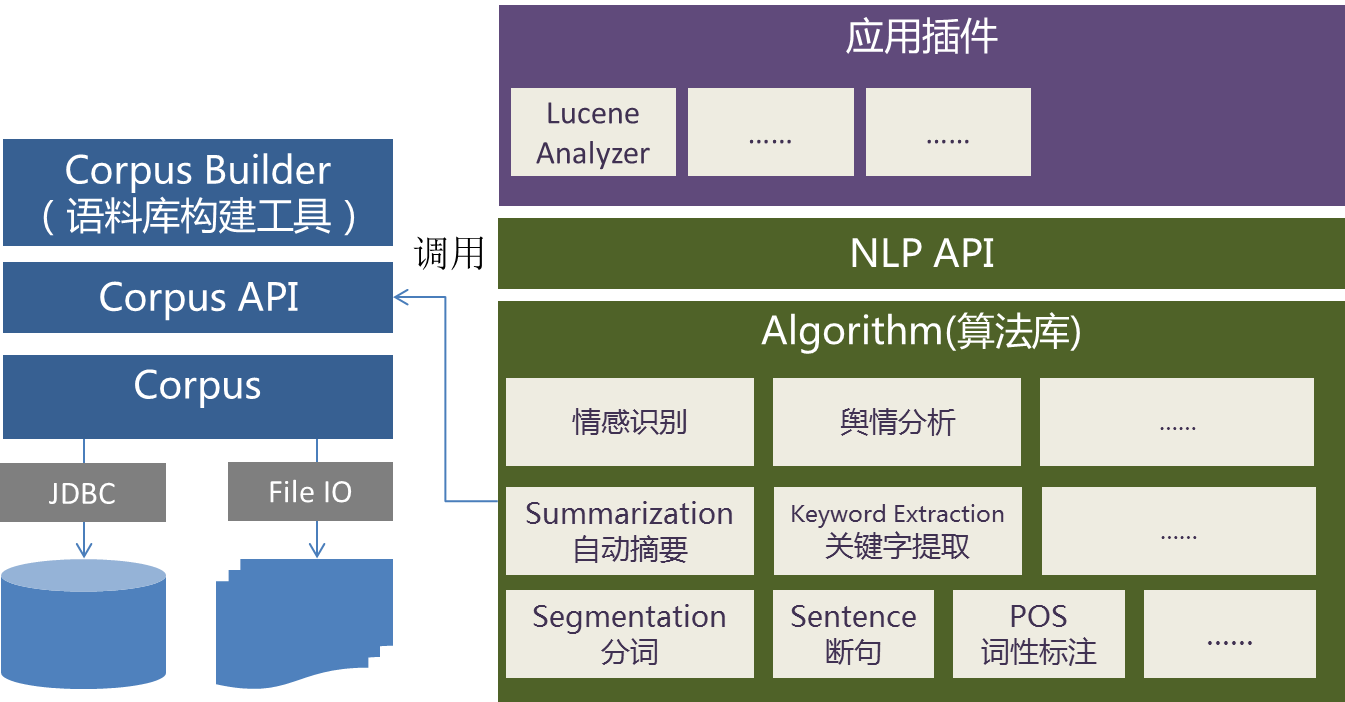 应用插件
Lucene
Analyzer
......
......
Corpus Builder
（语料库构建工具）
调用
NLP API
Corpus API
Algorithm(算法库)
Corpus
情感识别
舆情分析
......
JDBC
File IO
Summarization
自动摘要
Keyword Extraction
关键字提取
......
Segmentation
分词
Sentence
断句
POS
词性标注
......